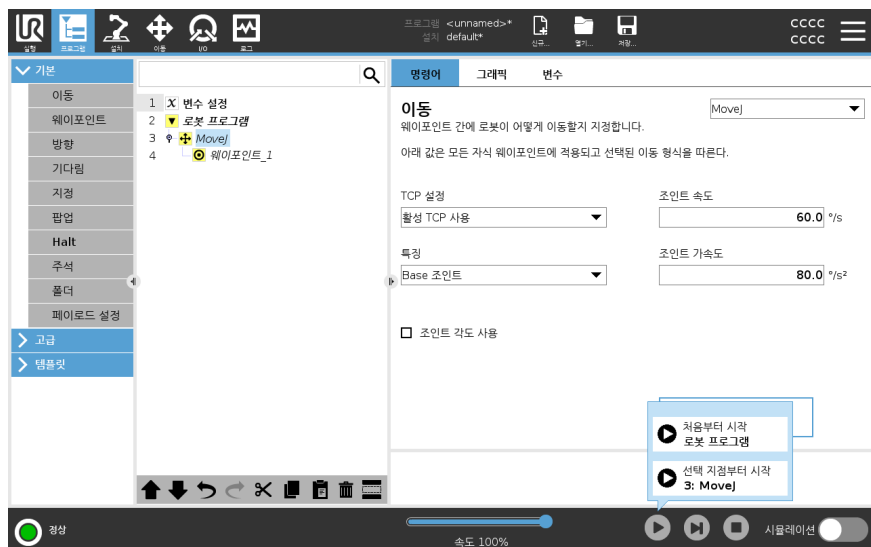 UR
프로그램 <unnamed>*
설치 default*
실행 프로그램 설치 이동 I/O 로그
신규... 열기... 저장...
CCCC
CCCC
기본
이동
웨이포인트
방향
기다림
지정
팝업
Halt
주석
폴더
페이로드 설정
고급
템플릿
1 X 변수 설정
2 로봇 프로그램
3 MoveJ
4 웨이포인트_1
명령어 그래픽 변수
이동
MoveJ
웨이포인트 간에 로봇이 어떻게 이동할지 지정합니다.
아래 값은 모든 자식 웨이포인트에 적용되고 선택된 이동 형식을 따른다.
TCP 설정
조인트 속도
활성 TCP 사용
60.0 °/s
특징
조인트 가속도
Base 조인트
80.0 °/s²
조인트 각도 사용
처음부터 시작
로봇 프로그램
선택 지점부터 시작
3: MoveJ
정상
속도 100%
시뮬레이션